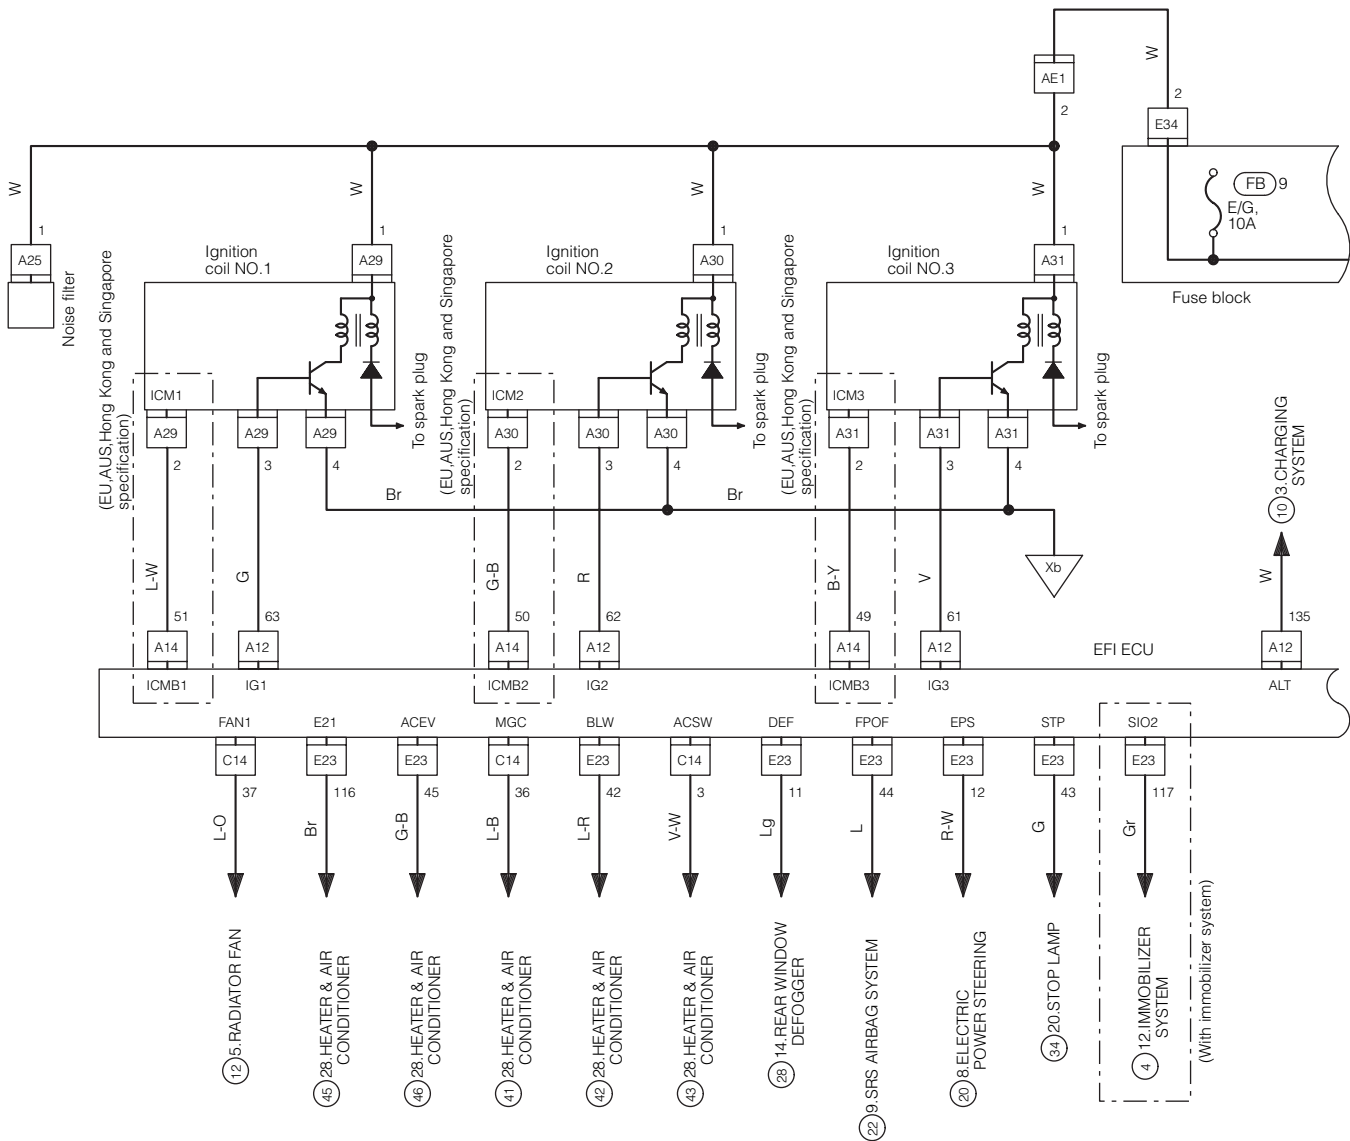 W
AE1
2
W
2
E34
FB 9
E/G,
10A
Fuse block
W
1
A25
Noise filter
W
1
Ignition
coil NO.1
A29
W
1
Ignition
coil NO.2
A30
W
1
Ignition
coil NO.3
A31
(EU,AUS,Hong Kong and Singapore
specification)
ICM1
A29
2
A29
3
A29
4
To spark plug
(EU,AUS,Hong Kong and Singapore
specification)
ICM2
A30
2
A30
3
A30
4
To spark plug
(EU,AUS,Hong Kong and Singapore
specification)
ICM3
A31
2
A31
3
A31
4
To spark plug
Br
Br
Xb
10 3.CHARGING
SYSTEM
L-W
G
G-B
R
B-Y
V
W
51
63
50
62
49
61
135
A14
A12
A14
A12
A14
A12
EFI ECU
A12
ICMB1
IG1
ICMB2
IG2
ICMB3
IG3
ALT
FAN1
E21
ACEV
MGC
BLW
ACSW
DEF
FPOF
EPS
STP
SIO2
C14
E23
E23
C14
E23
C14
E23
E23
E23
E23
E23
37
116
45
36
42
3
11
44
12
43
117
L-O
Br
G-B
L-B
L-R
V-W
Lg
L
R-W
G
Gr
12 5.RADIATOR FAN
45 28.HEATER & AIR
CONDITIONER
46 28.HEATER & AIR
CONDITIONER
41 28.HEATER & AIR
CONDITIONER
42 28.HEATER & AIR
CONDITIONER
43 28.HEATER & AIR
CONDITIONER
28 14.REAR WINDOW
DEFOGGER
22 9.SRS AIRBAG SYSTEM
20 8.ELECTRIC
POWER STEERING
34 20.STOP LAMP
4 12.IMMOBILIZER
SYSTEM
(With immobilizer system)